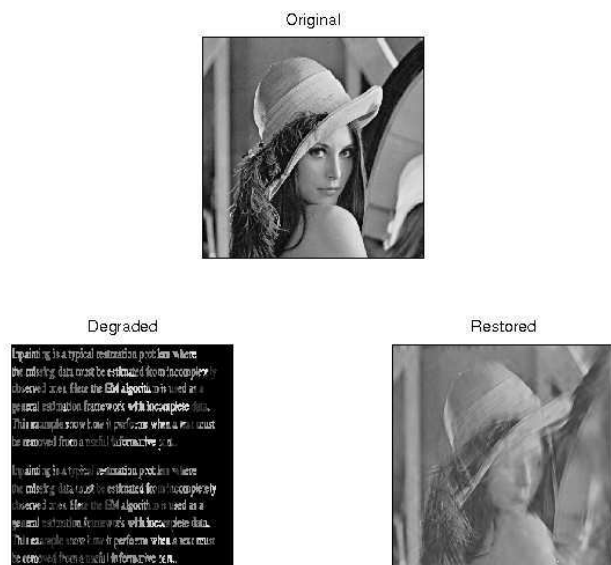 Original
Degraded
Restored
Inpainting is a typical restoration problem where
the missing data must be estimated from incompletely
observed ones. Here the EM algorithm is used as a
general estimation framework with incomplete data.
This example show how it performs when a text must
be removed from a useful informative part..
Inpainting is a typical restoration problem where
the missing data must be estimated from incompletely
observed ones. Here the EM algorithm is used as a
general estimation framework with incomplete data.
This example show how it performs when a text must
be removed from a useful informative part..